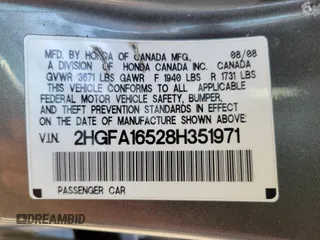 MFD. BY HONDA OF CANADA MFG., 08/08
A DIVISION OF HONDA CANADA INC., CANADA
GVWR 3671 LBS GAWR F 1940 LBS R 1731 LBS
THIS VEHICLE CONFORMS TO ALL APPLICABLE
FEDERAL MOTOR VEHICLE SAFETY, BUMPER,
AND THEFT PREVENTION STANDARDS IN EFFECT
ON THE DATE OF MANUFACTURE SHOWN ABOVE.
V.I.N. 2HGFA16528H351971
PASSENGER CAR
DREAMBID